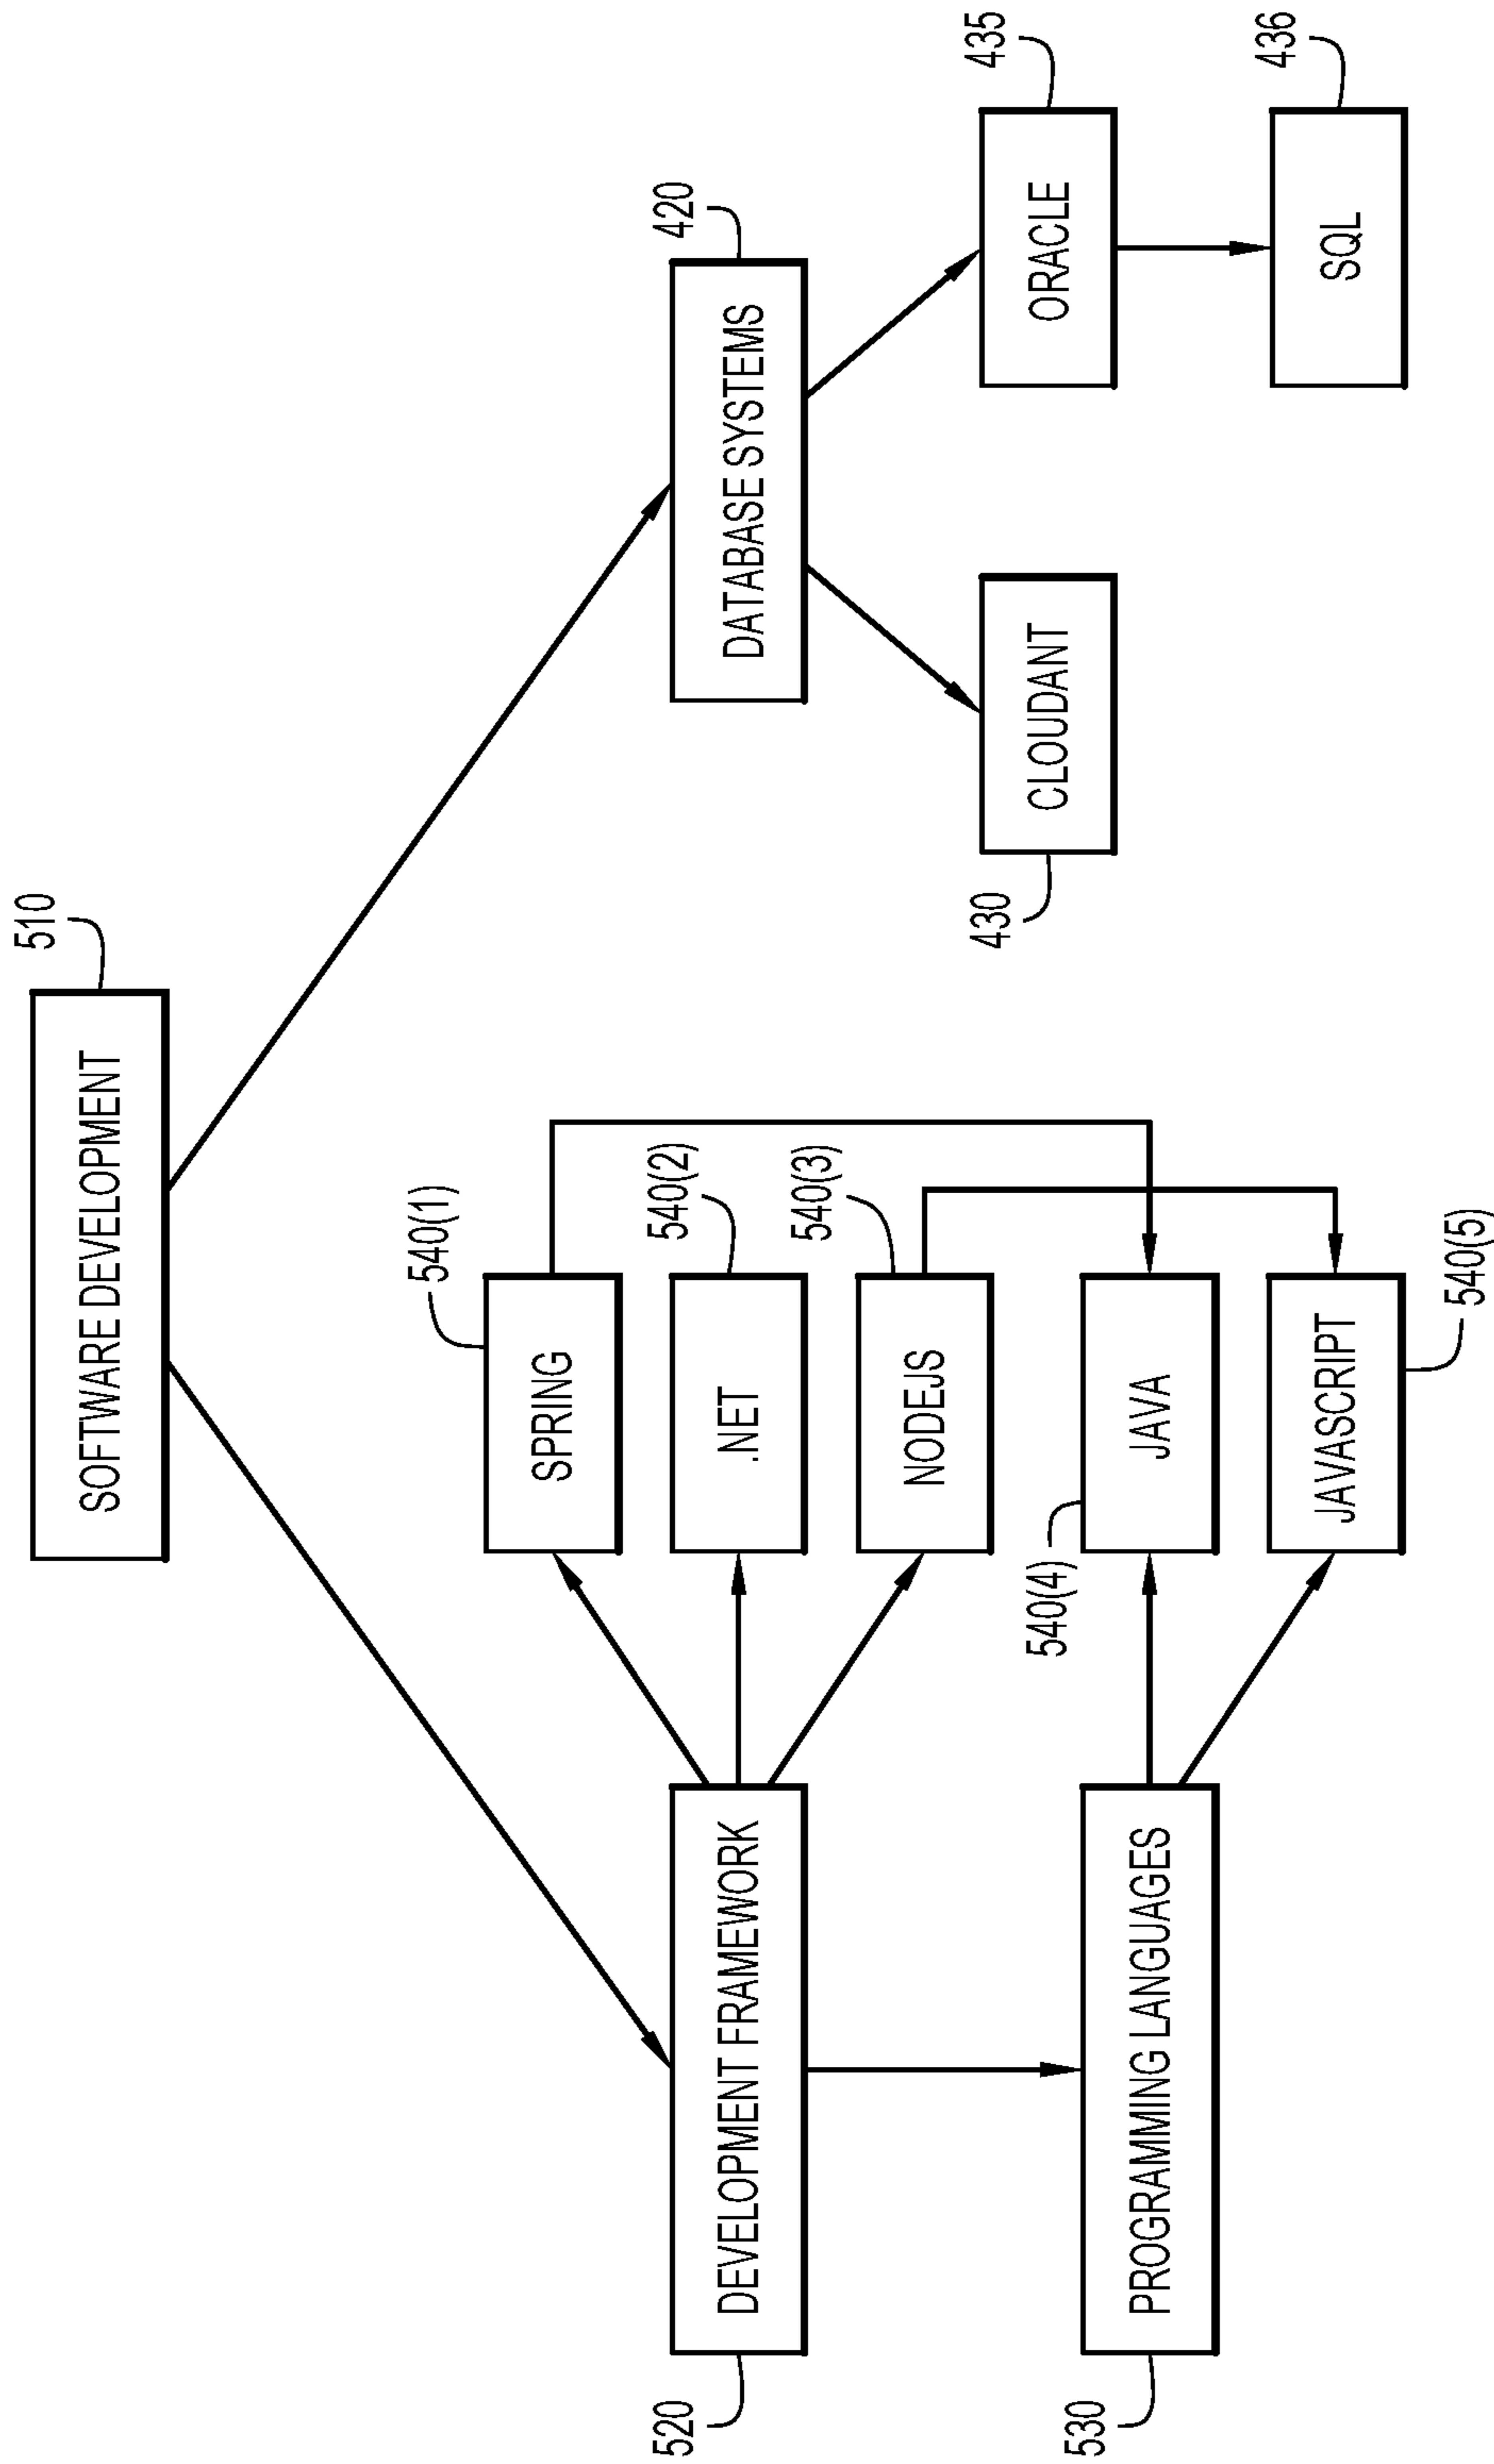 510
SOFTWARE DEVELOPMENT
520
DEVELOPMENT FRAMEWORK
540(1)
SPRING
540(2)
.NET
540(3)
NODEJS
530
PROGRAMMING LANGUAGES
540(4)
JAVA
JAVASCRIPT
540(5)
420
DATABASE SYSTEMS
430
CLOUDANT
435
ORACLE
436
SQL